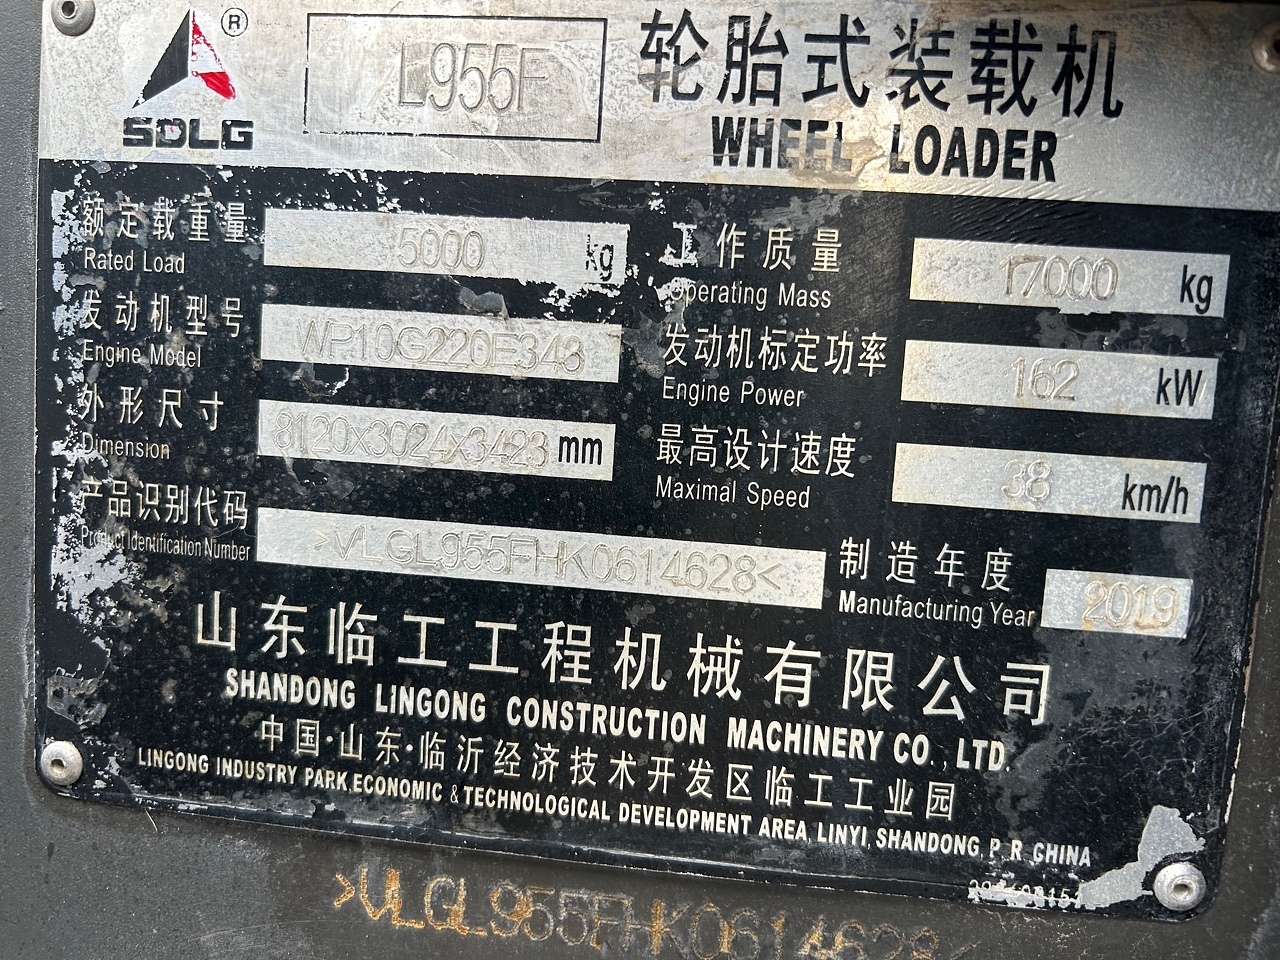 SDLG ®
L955F
轮胎式装载机
WHEEL LOADER
额定载重量 5000 kg
Rated Load
工作质量 17000 kg
Operating Mass
发动机型号 WP10G220E343
Engine Model
发动机标定功率 162 kW
Engine Power
外形尺寸 8120x3024x3423 mm
Dimension
最高设计速度 38 km/h
Maximal Speed
产品识别代码 >VLGL955FHK0614628<
Product Identification Number
制造年度 2019
Manufacturing Year
山东临工工程机械有限公司
SHANDONG LINGONG CONSTRUCTION MACHINERY CO., LTD.
中国·山东·临沂经济技术开发区临工工业园
LINGONG INDUSTRY PARK,ECONOMIC & TECHNOLOGICAL DEVELOPMENT AREA, LINYI, SHANDONG, P. R. CHINA
>VLGL955FHK0614628<